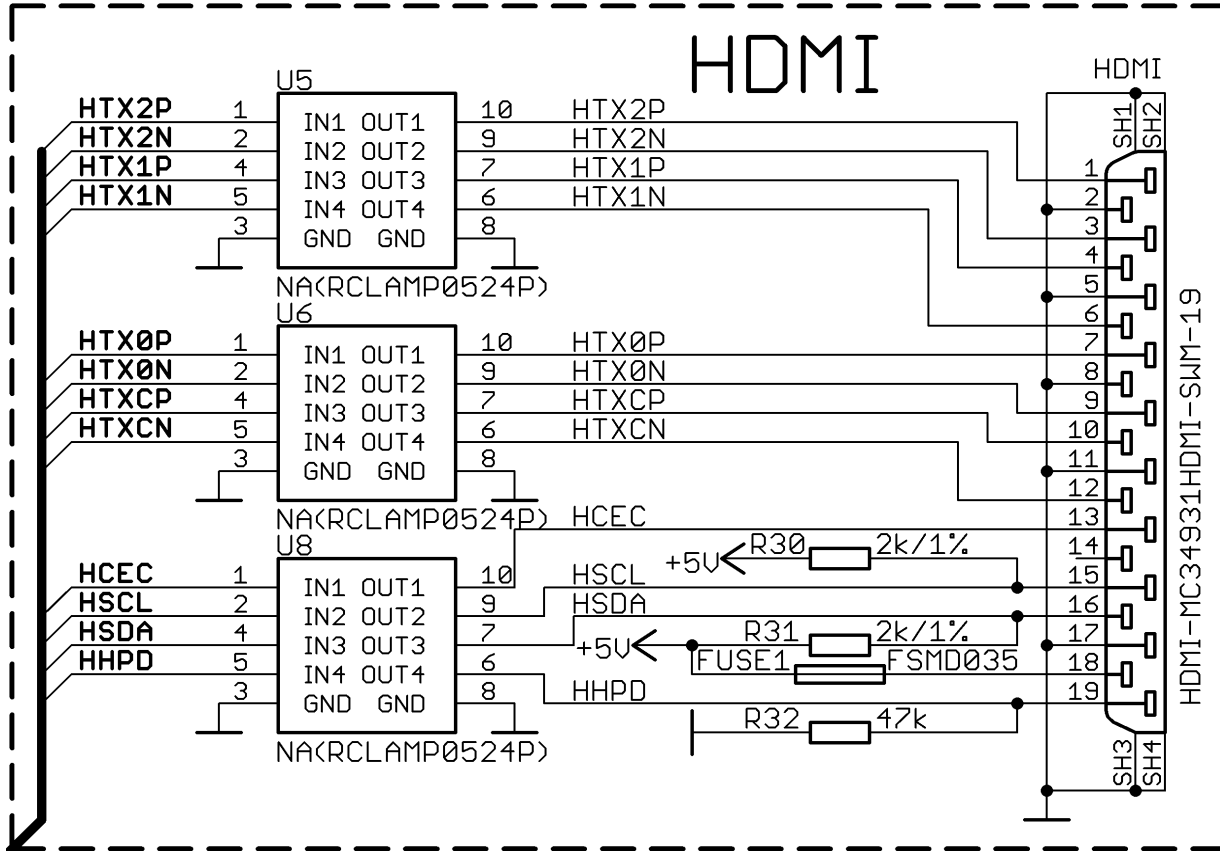 HDMI
HDMI
SH1
SH2
U5
HTX2P 1 IN1 OUT1 10 HTX2P
HTX2N 2 IN2 OUT2 9 HTX2N
HTX1P 4 IN3 OUT3 7 HTX1P
HTX1N 5 IN4 OUT4 6 HTX1N
3 GND GND 8
NA(RCLAMP0524P)
U6
HTX0P 1 IN1 OUT1 10 HTX0P
HTX0N 2 IN2 OUT2 9 HTX0N
HTXCP 4 IN3 OUT3 7 HTXCP
HTXCN 5 IN4 OUT4 6 HTXCN
3 GND GND 8
NA(RCLAMP0524P)
U8
HCEC 1 IN1 OUT1 10 HCEC
HSCL 2 IN2 OUT2 9 HSCL
HSDA 4 IN3 OUT3 7 HSDA
HHPD 5 IN4 OUT4 6 HHPD
3 GND GND 8
NA(RCLAMP0524P)
+5V R30 2k/1%
+5V R31 2k/1%
FUSE1 FSMD035
R32 47k
1
2
3
4
5
6
7
8
9
10
11
12
13
14
15
16
17
18
19
SH3
SH4
HDMI-MC34931HDMI-SWM-19